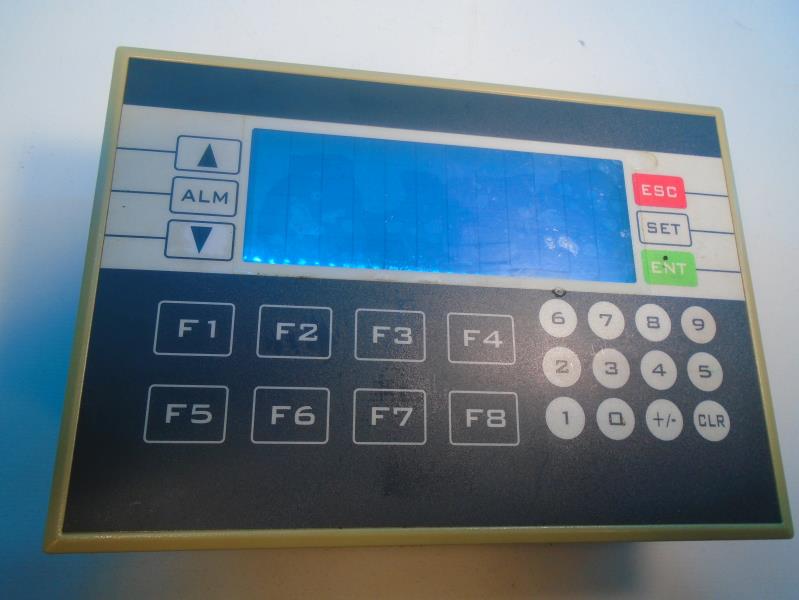 ▲
ALM
▼
ESC
SET
ENT
F1 F2 F3 F4
F5 F6 F7 F8
6 7 8 9
2 3 4 5
1 0 +/- CLR